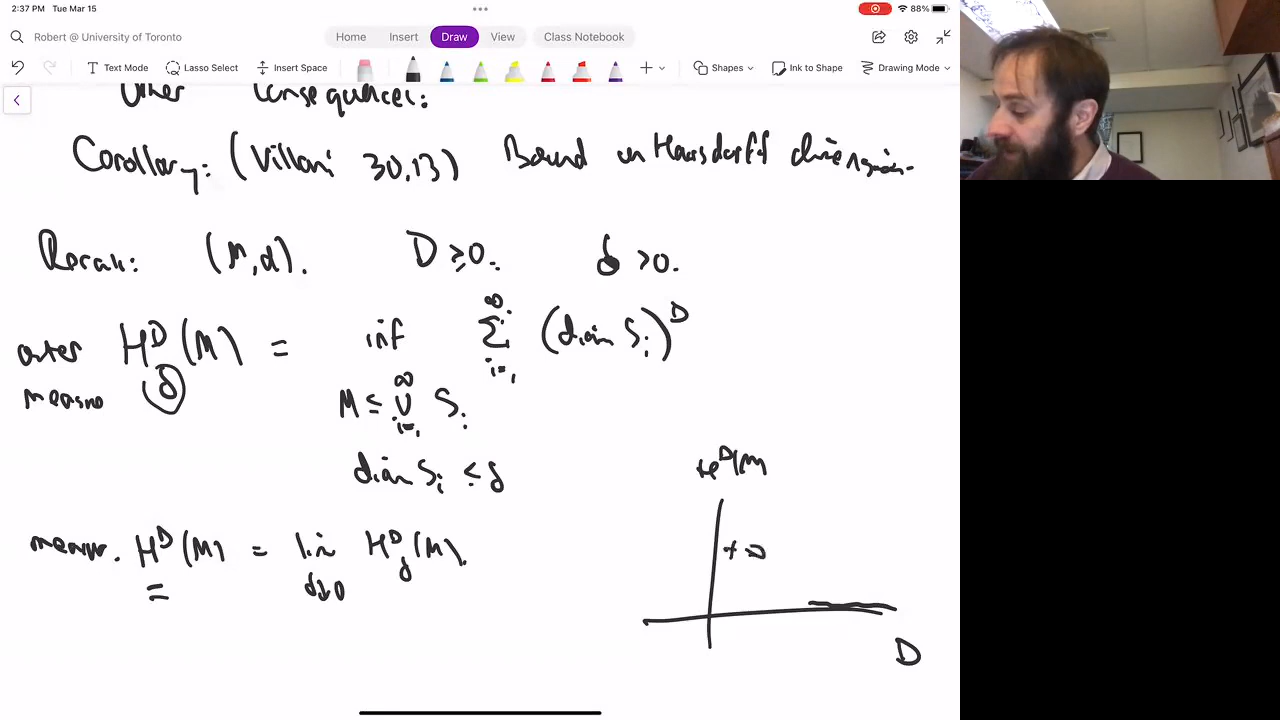 2:37 PM Tue Mar 15
88%
Robert @ University of Toronto
Home Insert Draw View Class Notebook
Text Mode Lasso Select Insert Space Shapes Ink to Shape Drawing Mode
Other Consequences:
Corollary: (Villani 30.13) Bound on Hausdorff dimension.
Recall: (M,d). D ≥ 0. δ > 0.
outer measure H^D_δ(M) = inf ∑_{i=1}^∞ (diam S_i)^D
M ⊆ ∪_{i=1}^∞ S_i
diam S_i ≤ δ
H^D(M)
H^D(M) = lim_{δ↓0} H^D_δ(M).
+∞
D